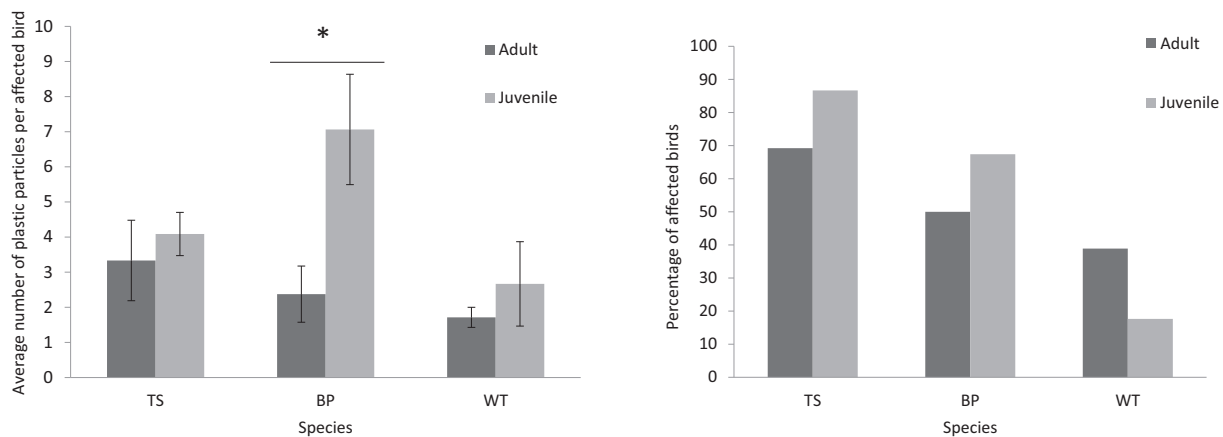 Average number of plastic particles per affected bird
10
9
8
7
6
5
4
3
2
1
0
*
Adult
Juvenile
TS BP WT
Species
Percentage of affected birds
100
90
80
70
60
50
40
30
20
10
0
Adult
Juvenile
TS BP WT
Species